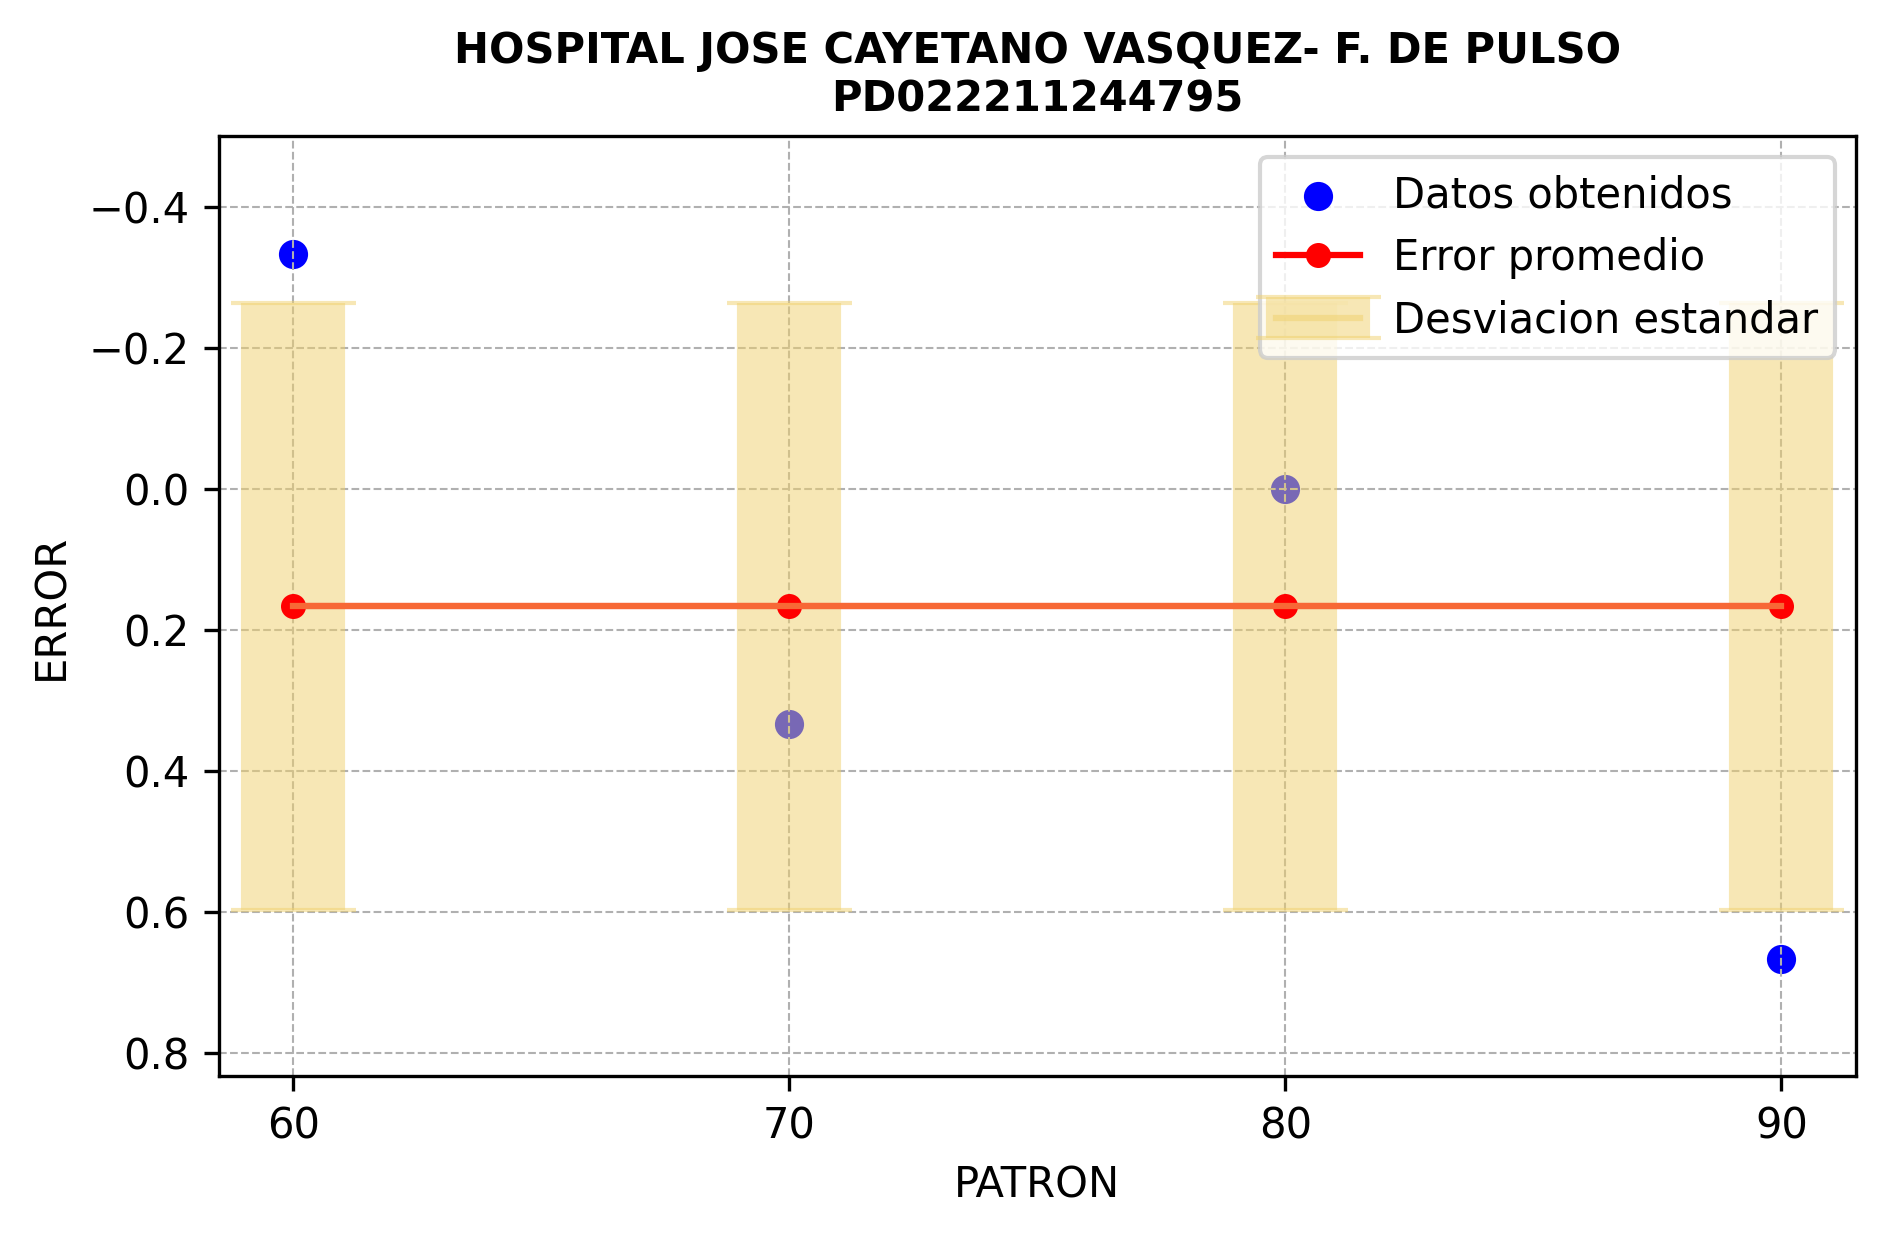 HOSPITAL JOSE CAYETANO VASQUEZ- F. DE PULSO
PD022211244795
Datos obtenidos
Error promedio
Desviacion estandar
ERROR
−0.4
−0.2
0.0
0.2
0.4
0.6
0.8
60 70 80 90
PATRON